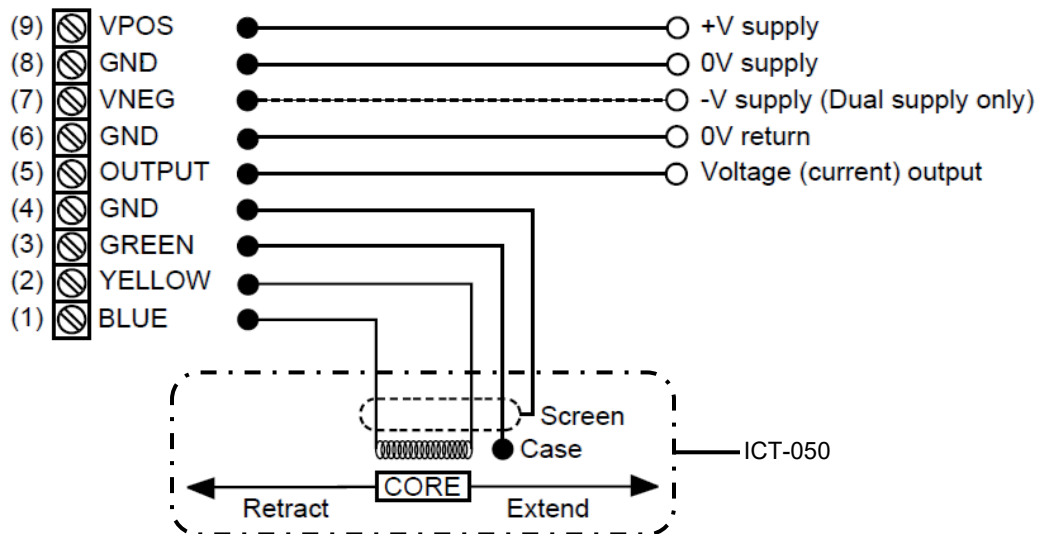 (9) VPOS +V supply
(8) GND 0V supply
(7) VNEG -V supply (Dual supply only)
(6) GND 0V return
(5) OUTPUT Voltage (current) output
(4) GND
(3) GREEN
(2) YELLOW
(1) BLUE
Screen
Case
ICT-050
CORE
Retract Extend